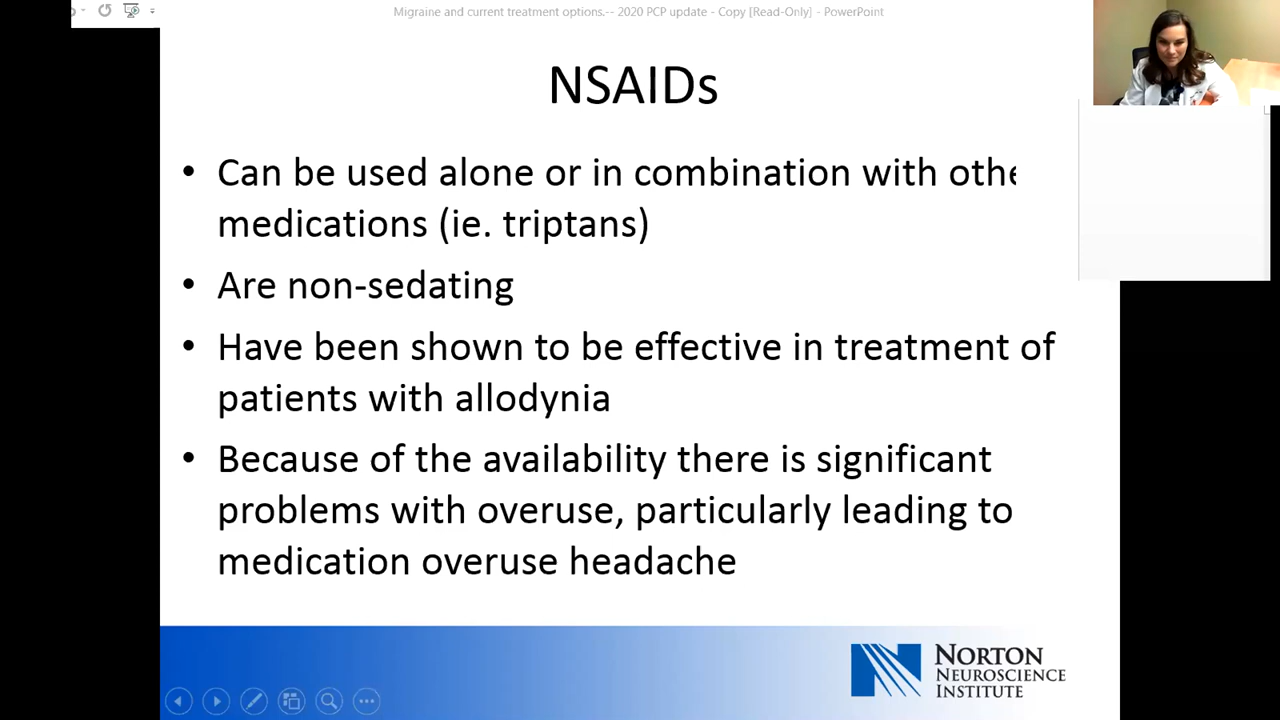 Migraine and current treatment options.-- 2020 PCP update - Copy [Read-Only] - PowerPoint
NSAIDs
• Can be used alone or in combination with othe
medications (ie. triptans)
• Are non-sedating
• Have been shown to be effective in treatment of
patients with allodynia
• Because of the availability there is significant
problems with overuse, particularly leading to
medication overuse headache
NORTON
NEUROSCIENCE
INSTITUTE